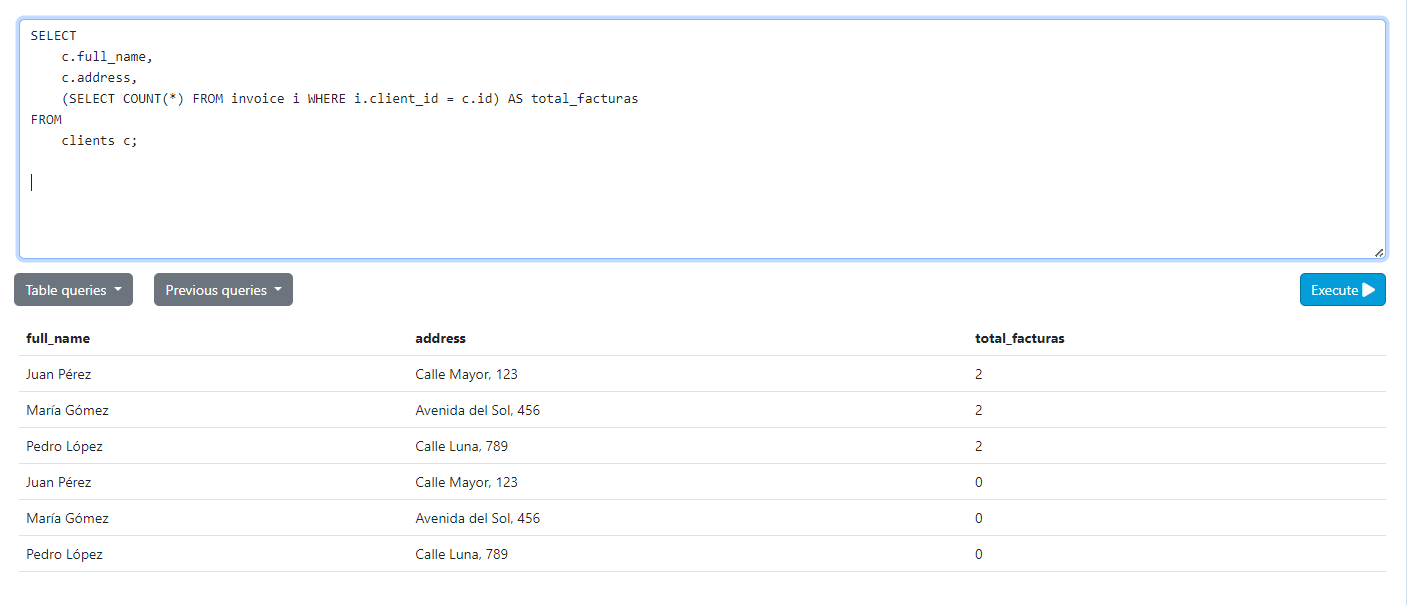 SELECT
    c.full_name,
    c.address,
    (SELECT COUNT(*) FROM invoice i WHERE i.client_id = c.id) AS total_facturas
FROM
    clients c;
Table queries Previous queries Execute
full_name address total_facturas
Juan Pérez Calle Mayor, 123 2
María Gómez Avenida del Sol, 456 2
Pedro López Calle Luna, 789 2
Juan Pérez Calle Mayor, 123 0
María Gómez Avenida del Sol, 456 0
Pedro López Calle Luna, 789 0